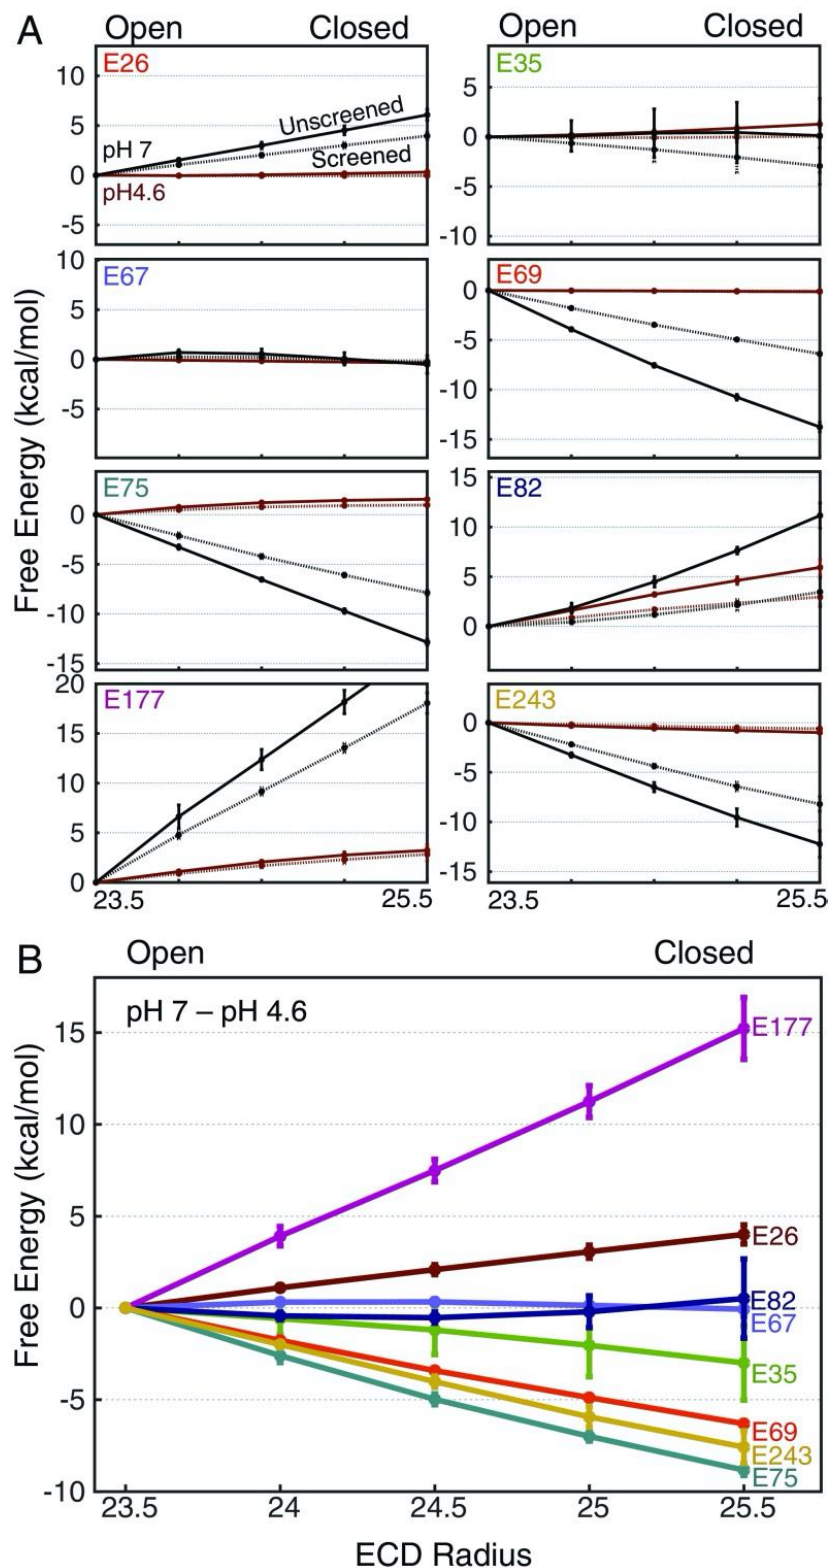 A
Open Closed Open Closed
E26 E35
10
5
0
-5
Unscreened
pH 7
Screened
pH4.6
5
0
-5
-10
E67 E69
10
5
0
-5
0
-5
-10
-15
Free Energy (kcal/mol)
E75 E82
0
-5
-10
-15
15
10
5
0
E177 E243
20
15
10
5
0
0
-5
-10
-15
23.5 25.5 23.5 25.5
B
Open Closed
pH 7 – pH 4.6
15
10
5
0
-5
-10
Free Energy (kcal/mol)
E177
E26
E82
E67
E35
E69
E243
E75
23.5 24 24.5 25 25.5
ECD Radius